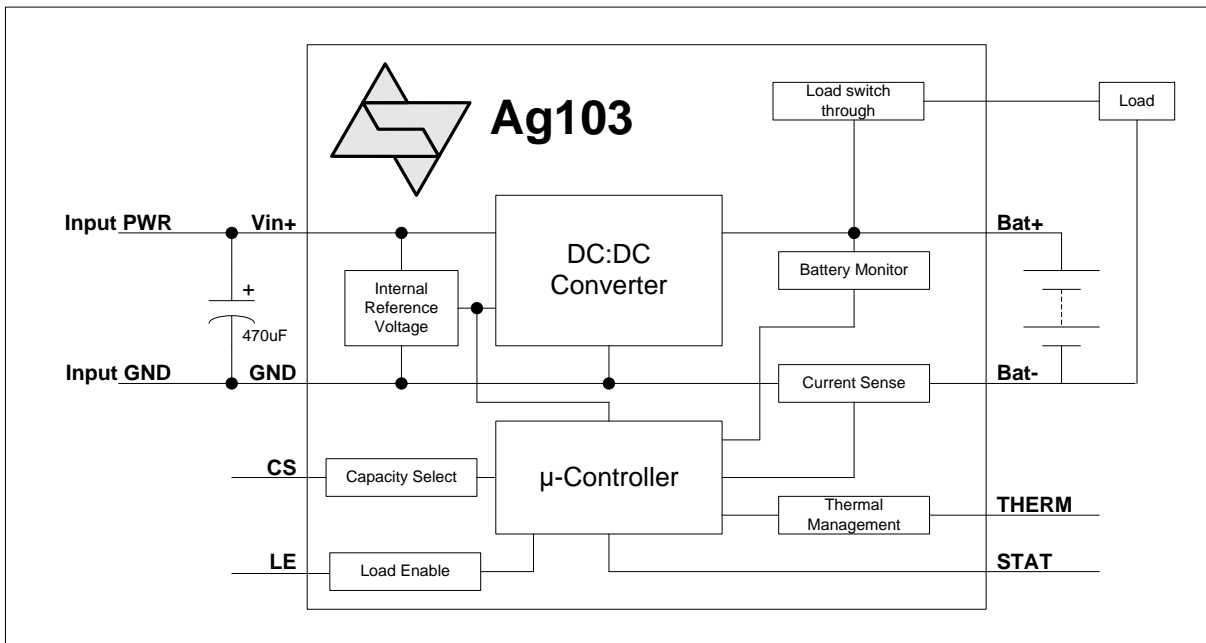 Ag103
Load switch
through
Load
Input PWR
Vin+
Bat+
DC:DC
Converter
Battery Monitor
Internal
Reference
Voltage
+
470uF
Input GND
GND
Current Sense
Bat-
CS
Capacity Select
µ-Controller
Thermal
Management
THERM
LE
Load Enable
STAT